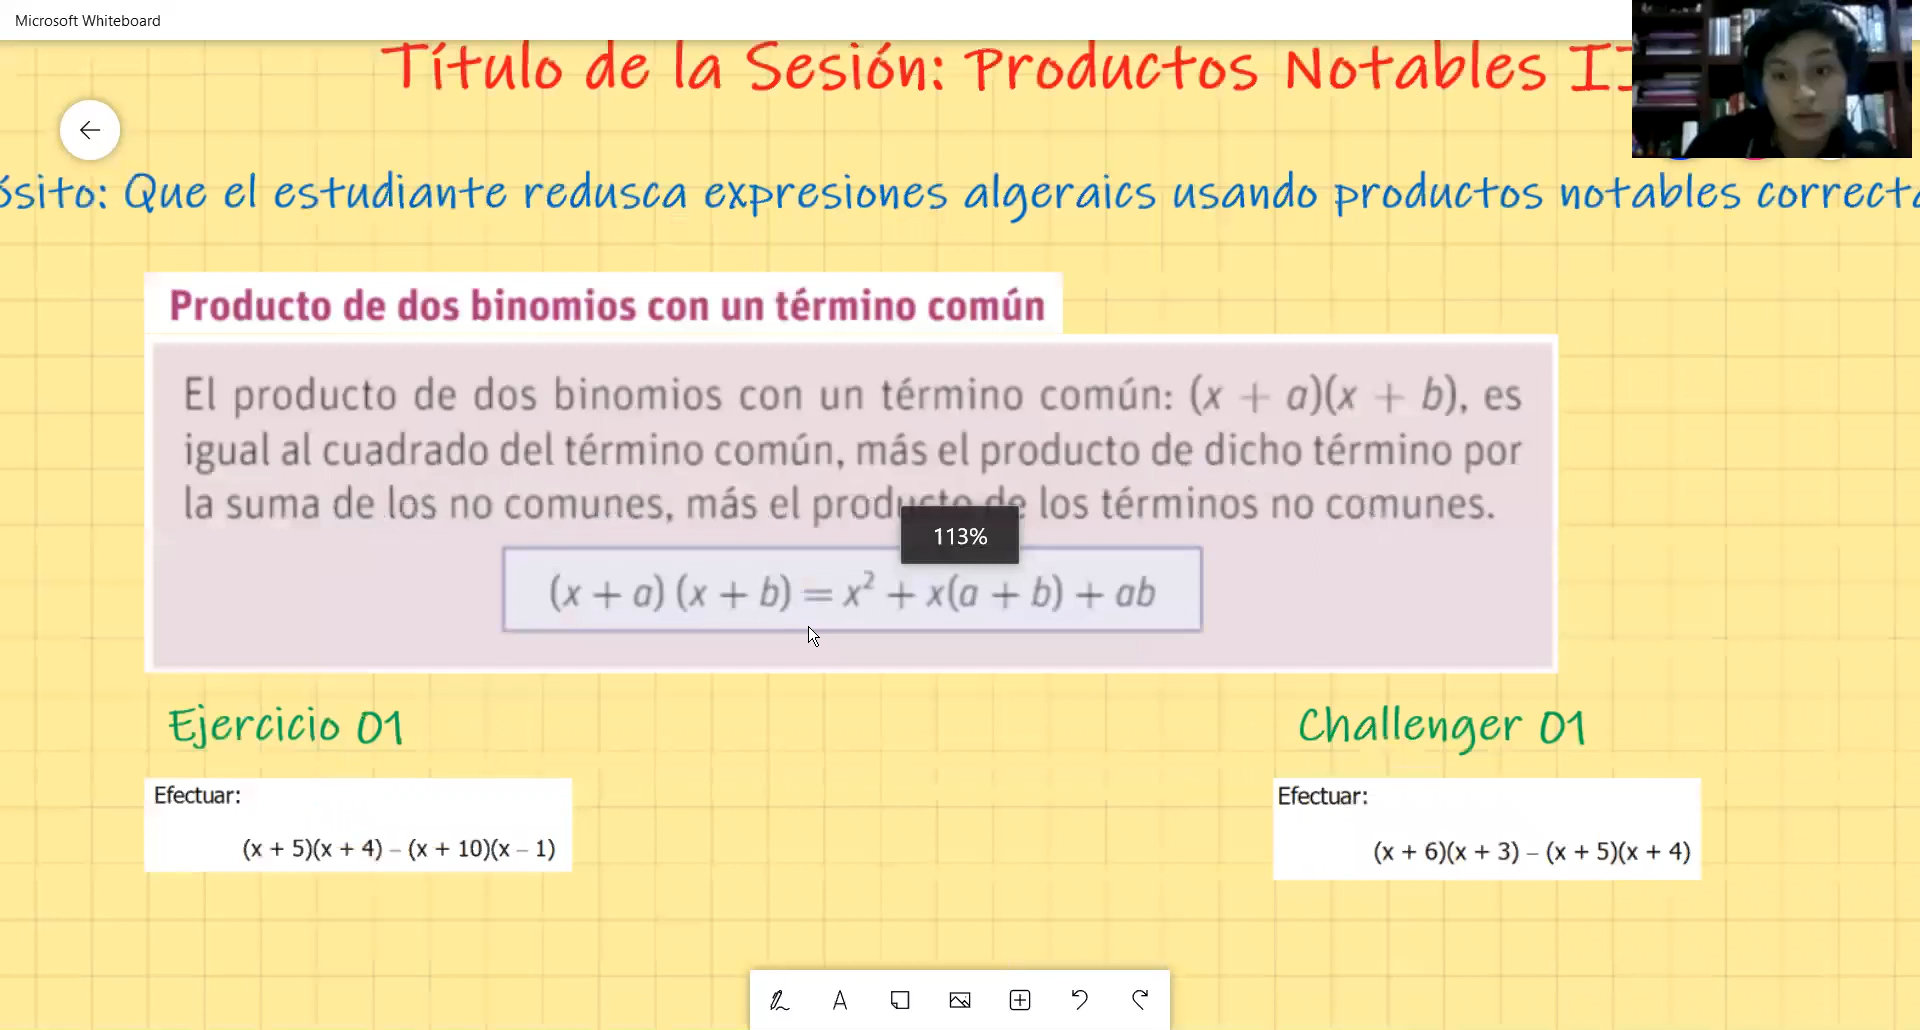 Microsoft Whiteboard
Título de la Sesión: Productos Notables II
ósito: Que el estudiante redusca expresiones algeraics usando productos notables correcta
Producto de dos binomios con un término común
El producto de dos binomios con un término común: (x + a)(x + b), es
igual al cuadrado del término común, más el producto de dicho término por
la suma de los no comunes, más el producto de los términos no comunes.
113%
(x + a) (x + b) = x² + x(a + b) + ab
Ejercicio 01
Challenger 01
Efectuar:
(x + 5)(x + 4) – (x + 10)(x – 1)
Efectuar:
(x + 6)(x + 3) – (x + 5)(x + 4)